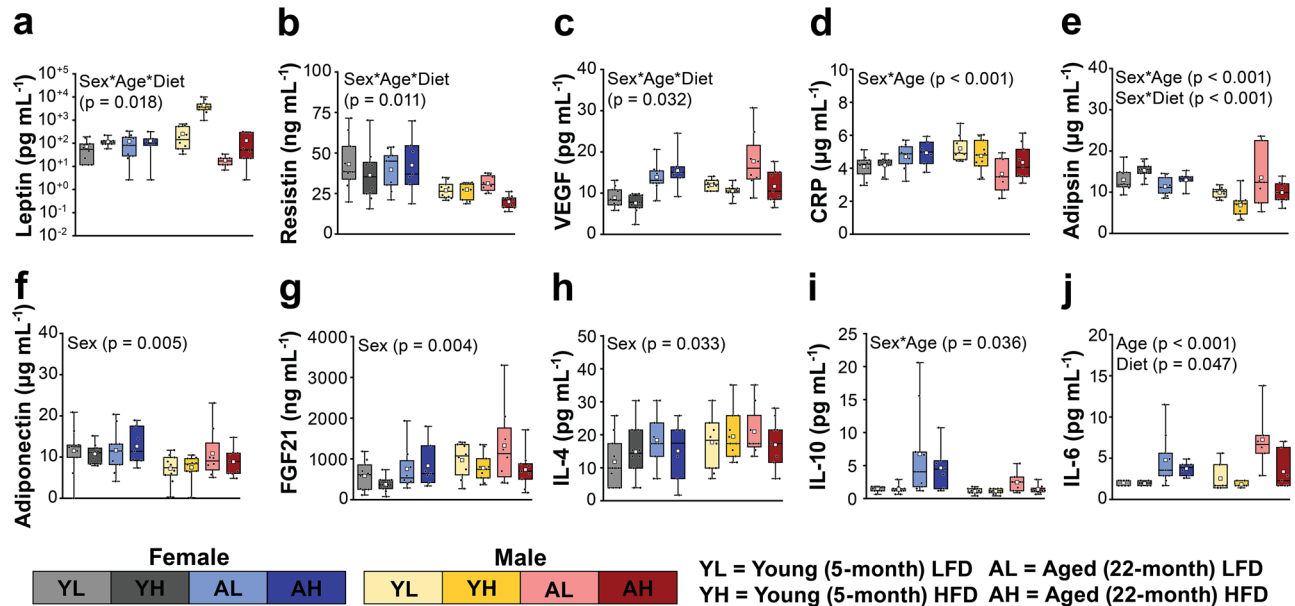 a
Leptin (pg mL⁻¹)
10⁺⁵
10⁺⁴
10⁺³
10⁺²
10⁺¹
10⁺⁰
10⁻¹
10⁻²
Sex*Age*Diet
(p = 0.018)
b
Resistin (ng mL⁻¹)
100
75
50
25
0
Sex*Age*Diet
(p = 0.011)
c
VEGF (pg mL⁻¹)
40
30
20
10
0
Sex*Age*Diet
(p = 0.032)
d
CRP (µg mL⁻¹)
10
8
6
4
2
0
Sex*Age (p < 0.001)
e
Adipsin (µg mL⁻¹)
40
30
20
10
0
Sex*Age (p < 0.001)
Sex*Diet (p < 0.001)
f
Adiponectin (µg mL⁻¹)
40
30
20
10
0
Sex (p = 0.005)
g
FGF21 (ng mL⁻¹)
4000
3000
2000
1000
0
Sex (p = 0.004)
h
IL-4 (pg mL⁻¹)
50
40
30
20
10
0
Sex (p = 0.033)
i
IL-10 (pg mL⁻¹)
25
20
15
10
5
0
Sex*Age (p = 0.036)
j
IL-6 (pg mL⁻¹)
20
15
10
5
0
Age (p < 0.001)
Diet (p = 0.047)
Female
YL YH AL AH
Male
YL YH AL AH
YL = Young (5-month) LFD AL = Aged (22-month) LFD
YH = Young (5-month) HFD AH = Aged (22-month) HFD